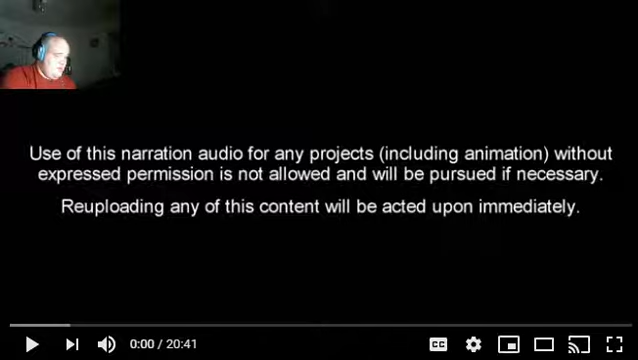 Use of this narration audio for any projects (including animation) without
expressed permission is not allowed and will be pursued if necessary.
Reuploading any of this content will be acted upon immediately.
0:00 / 20:41
CC